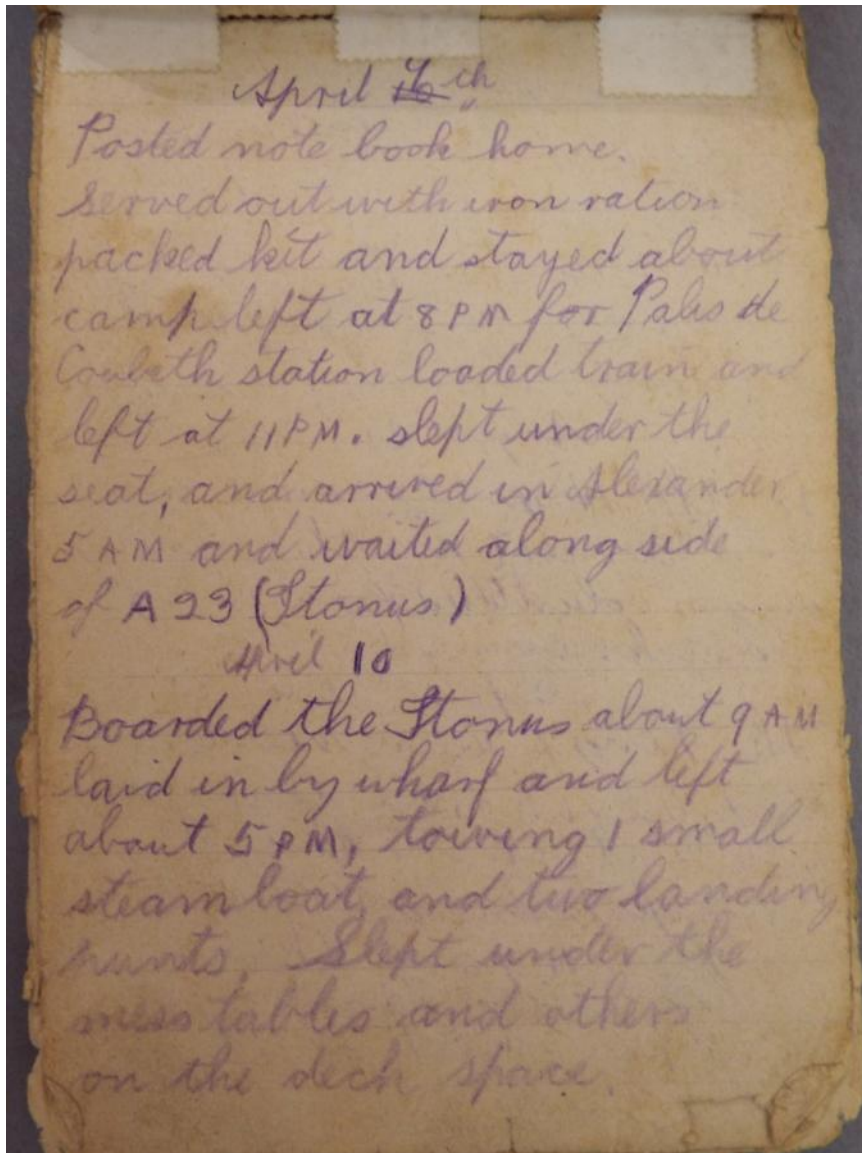 April 9th
Posted note book home.
Served out with iron ration
packed kit and stayed about
camp left at 8 PM for Palis de
Coubeth station loaded train and
left at 11 PM. slept under the
seat, and arrived in Alexander
5 AM and waited along side
of A 23 (Stonus)
April 10
Boarded the Stonus about 9 AM
laid in by wharf and left
about 5 PM, towing 1 small
steam boat, and two landing
punts. Slept under the
mess tables and others
on the deck space.